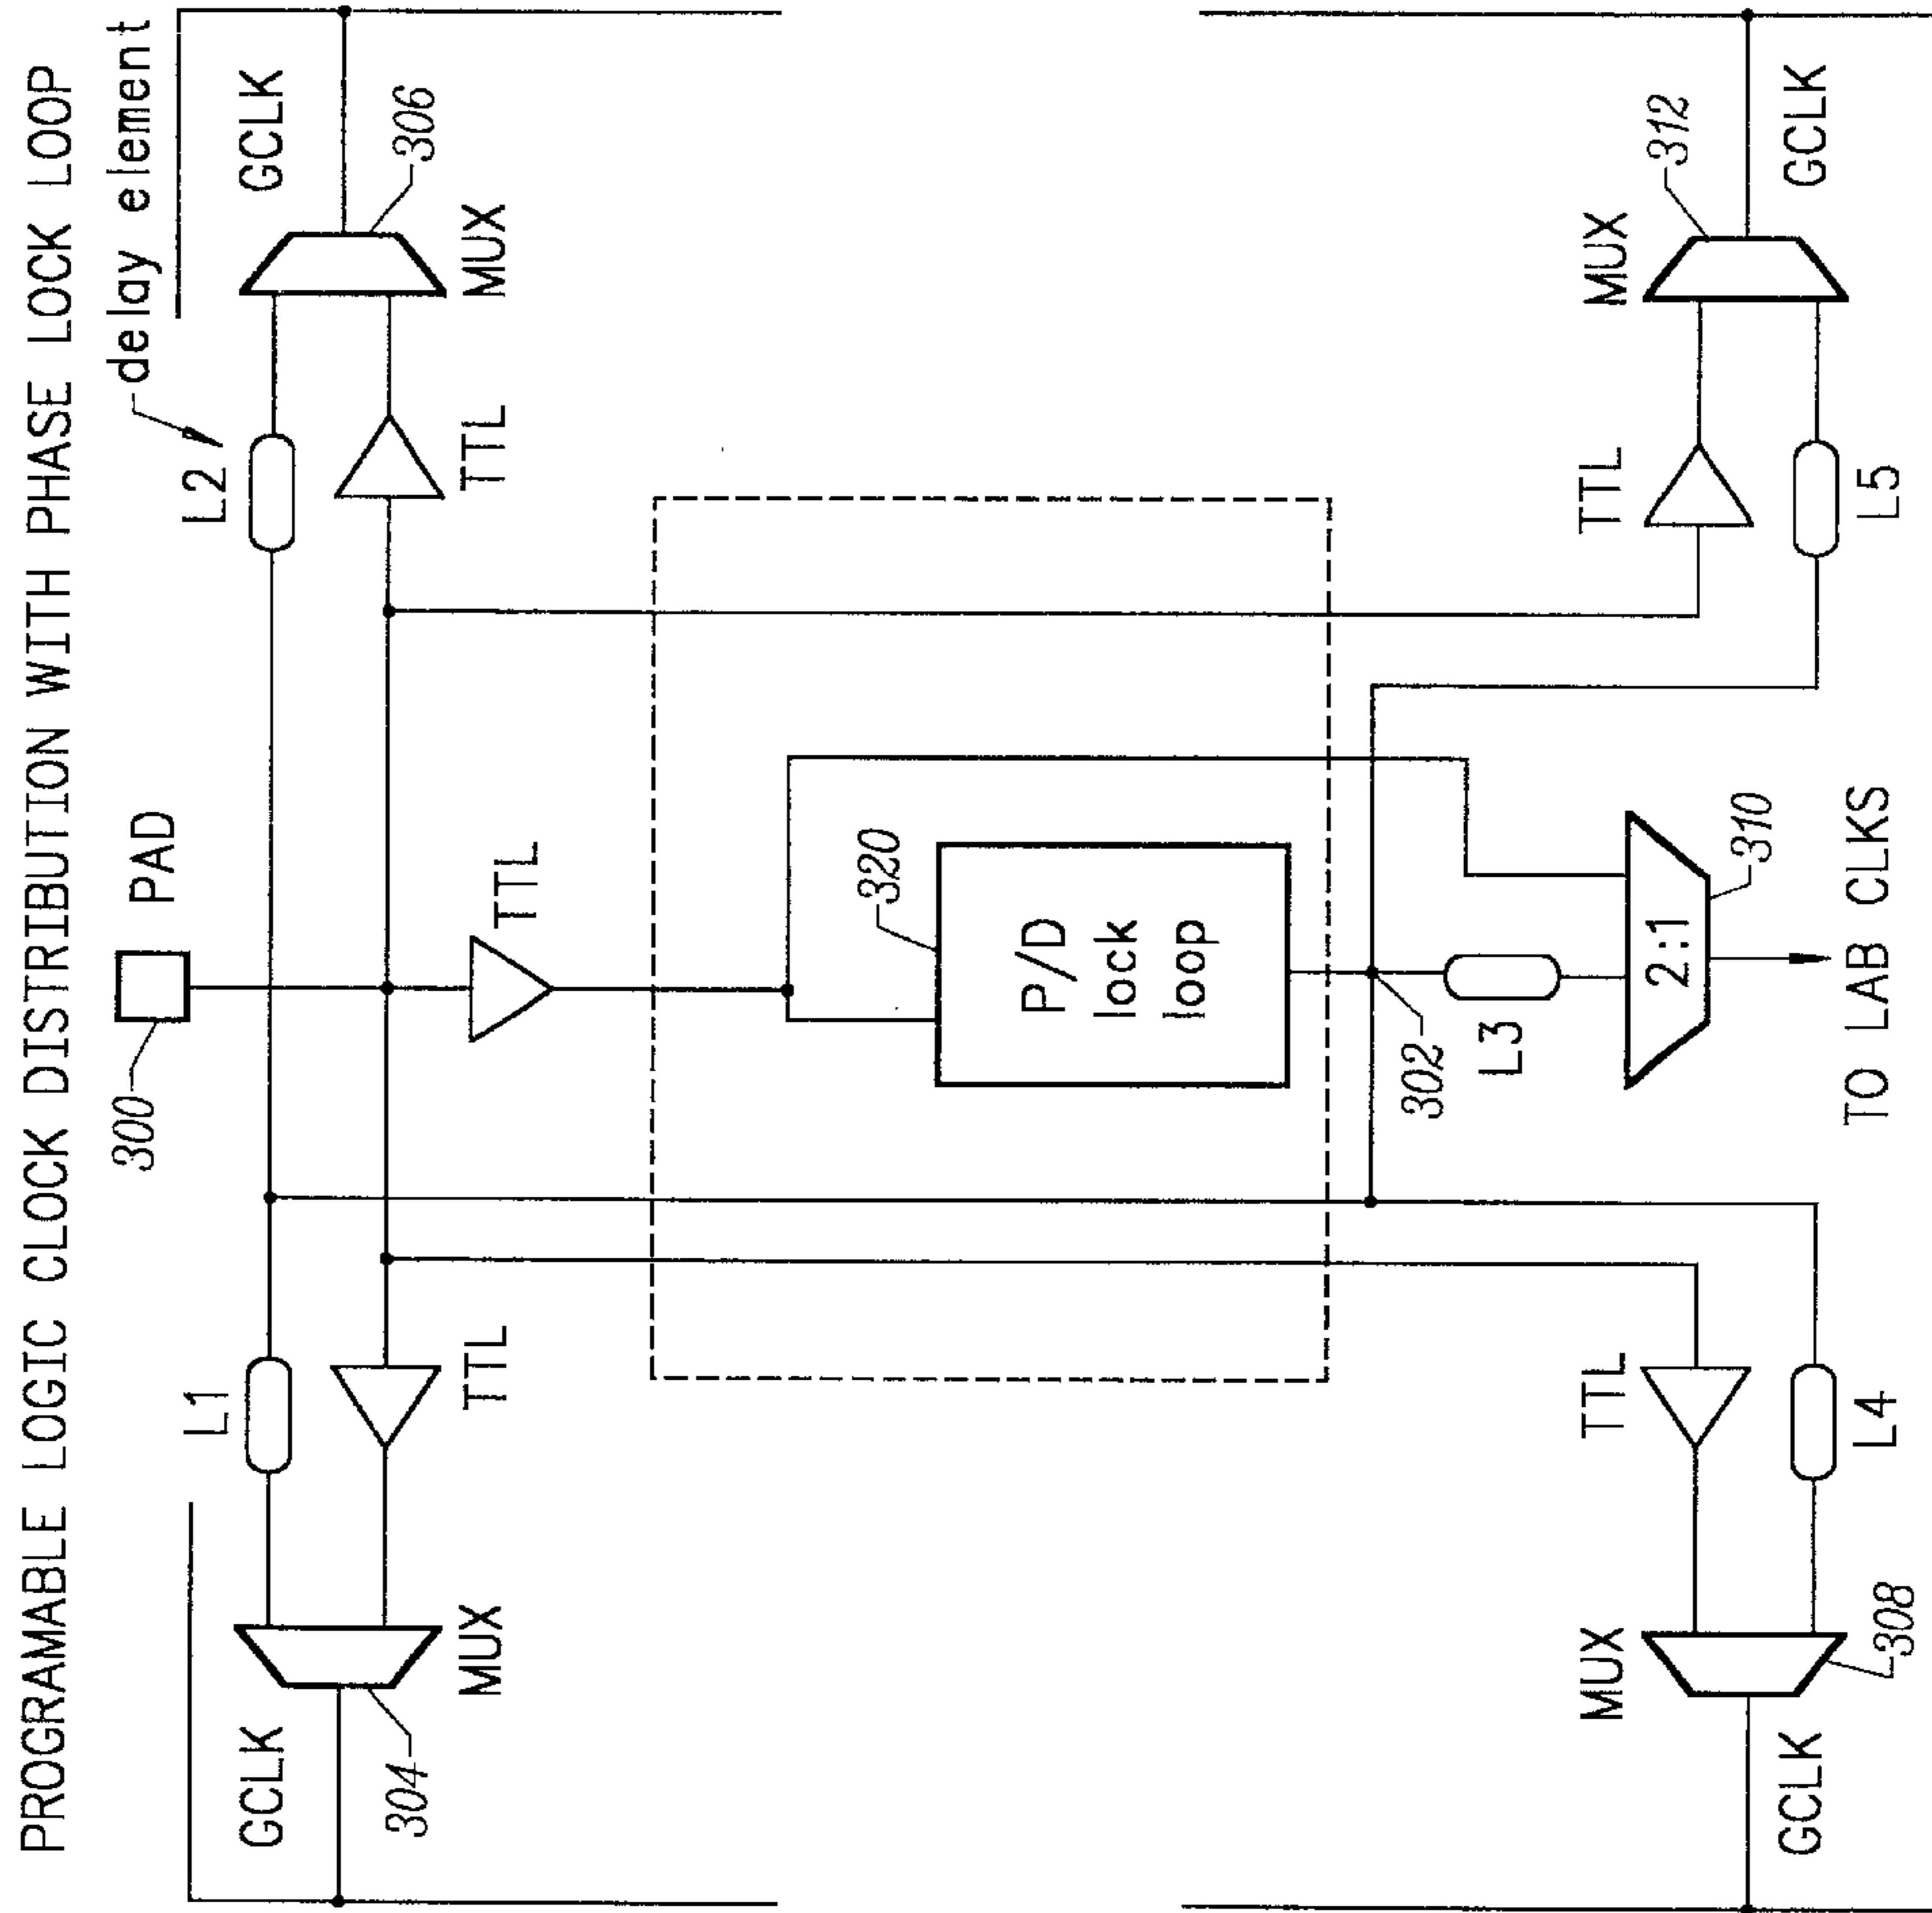 PROGRAMABLE LOGIC CLOCK DISTRIBUTION WITH PHASE LOCK LOOP
300
PAD
delay element
L1
L2
GCLK
GCLK
304
306
MUX
TTL
TTL
TTL
MUX
320
P/D
lock
loop
302
L3
MUX
TTL
2:1
310
TTL
MUX
312
GCLK
308
L4
TO LAB CLKS
L5
GCLK